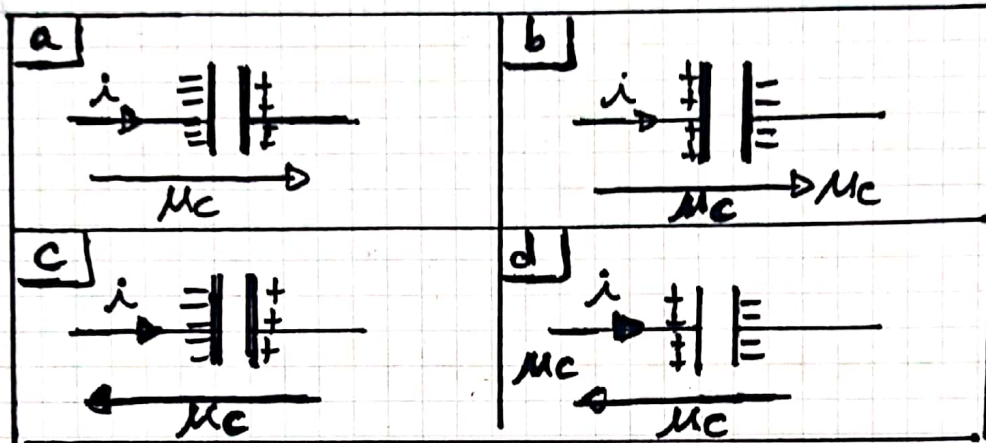 a
i
− − − −
+ + +
uc
b
i
+ + + +
− − − −
uc uc
c
i
− − − −
+ + +
uc
d
i
+ + + +
− − −
uc
uc